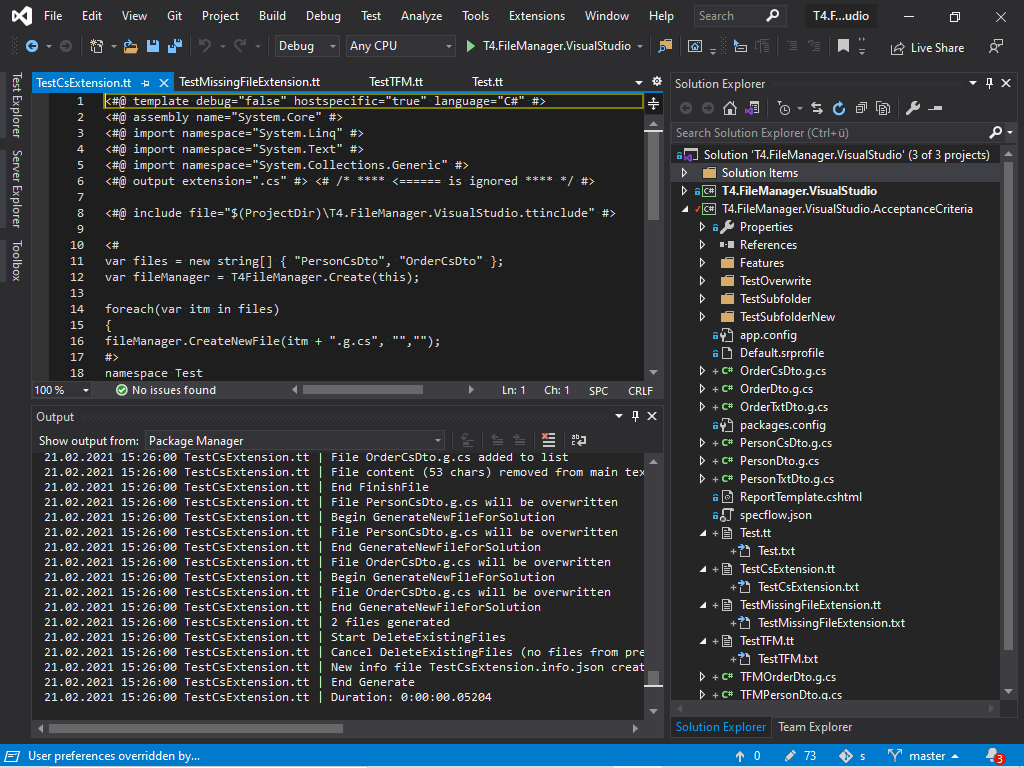 File Edit View Git Project Build Debug Test Analyze Tools Extensions Window Help Search T4.F...udio
Debug Any CPU T4.FileManager.VisualStudio Live Share
Test Explorer
Server Explorer
Toolbox
TestCsExtension.tt TestMissingFileExtension.tt TestTFM.tt Test.tt
1 <#@ template debug="false" hostspecific="true" language="C#" #>
2 <#@ assembly name="System.Core" #>
3 <#@ import namespace="System.Linq" #>
4 <#@ import namespace="System.Text" #>
5 <#@ import namespace="System.Collections.Generic" #>
6 <#@ output extension=".cs" #> <# /* **** <====== is ignored **** */ #>
7
8 <#@ include file="$(ProjectDir)\T4.FileManager.VisualStudio.ttinclude" #>
9
10 <#
11 var files = new string[] { "PersonCsDto", "OrderCsDto" };
12 var fileManager = T4FileManager.Create(this);
13
14 foreach(var itm in files)
15 {
16 fileManager.CreateNewFile(itm + ".g.cs", "","");
17 #>
18 namespace Test
100 % No issues found Ln: 1 Ch: 1 SPC CRLF
Output
Show output from: Package Manager
21.02.2021 15:26:00 TestCsExtension.tt | File OrderCsDto.g.cs added to list
21.02.2021 15:26:00 TestCsExtension.tt | File content (53 chars) removed from main tex
21.02.2021 15:26:00 TestCsExtension.tt | End FinishFile
21.02.2021 15:26:00 TestCsExtension.tt | File PersonCsDto.g.cs will be overwritten
21.02.2021 15:26:00 TestCsExtension.tt | Begin GenerateNewFileForSolution
21.02.2021 15:26:00 TestCsExtension.tt | File PersonCsDto.g.cs will be overwritten
21.02.2021 15:26:00 TestCsExtension.tt | End GenerateNewFileForSolution
21.02.2021 15:26:00 TestCsExtension.tt | File OrderCsDto.g.cs will be overwritten
21.02.2021 15:26:00 TestCsExtension.tt | Begin GenerateNewFileForSolution
21.02.2021 15:26:00 TestCsExtension.tt | File OrderCsDto.g.cs will be overwritten
21.02.2021 15:26:00 TestCsExtension.tt | End GenerateNewFileForSolution
21.02.2021 15:26:00 TestCsExtension.tt | 2 files generated
21.02.2021 15:26:00 TestCsExtension.tt | Start DeleteExistingFiles
21.02.2021 15:26:00 TestCsExtension.tt | Cancel DeleteExistingFiles (no files from pre
21.02.2021 15:26:00 TestCsExtension.tt | New info file TestCsExtension.info.json creat
21.02.2021 15:26:00 TestCsExtension.tt | End Generate
21.02.2021 15:26:00 TestCsExtension.tt | Duration: 0:00:00.05204
Solution Explorer
Search Solution Explorer (Ctrl+ü)
Solution 'T4.FileManager.VisualStudio' (3 of 3 projects)
Solution Items
C# T4.FileManager.VisualStudio
C# T4.FileManager.VisualStudio.AcceptanceCriteria
Properties
References
Features
TestOverwrite
TestSubfolder
TestSubfolderNew
app.config
Default.srprofile
+ C# OrderCsDto.g.cs
+ C# OrderDto.g.cs
+ C# OrderTxtDto.g.cs
packages.config
+ C# PersonCsDto.g.cs
+ C# PersonDto.g.cs
+ C# PersonTxtDto.g.cs
ReportTemplate.cshtml
specflow.json
+ Test.tt
+ Test.txt
+ TestCsExtension.tt
+ TestCsExtension.txt
+ TestMissingFileExtension.tt
+ TestMissingFileExtension.txt
+ TestTFM.tt
+ TestTFM.txt
+ C# TFMOrderDto.g.cs
+ C# TFMPersonDto.g.cs
Solution Explorer Team Explorer
User preferences overridden by... 0 73 s master 3